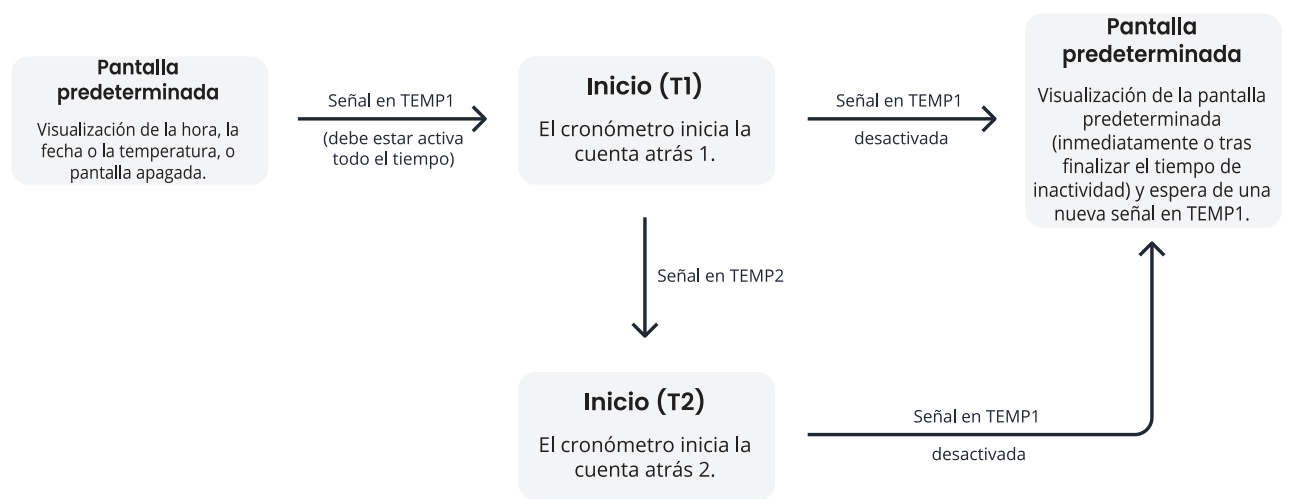 Pantalla
predeterminada
Visualización de la hora, la
fecha o la temperatura, o
pantalla apagada.
Señal en TEMP1
(debe estar activa
todo el tiempo)
Inicio (T1)
El cronómetro inicia la
cuenta atrás 1.
Señal en TEMP1
desactivada
Pantalla
predeterminada
Visualización de la pantalla
predeterminada
(inmediatamente o tras
finalizar el tiempo de
inactividad) y espera de una
nueva señal en TEMP1.
Señal en TEMP2
Inicio (T2)
El cronómetro inicia la
cuenta atrás 2.
Señal en TEMP1
desactivada